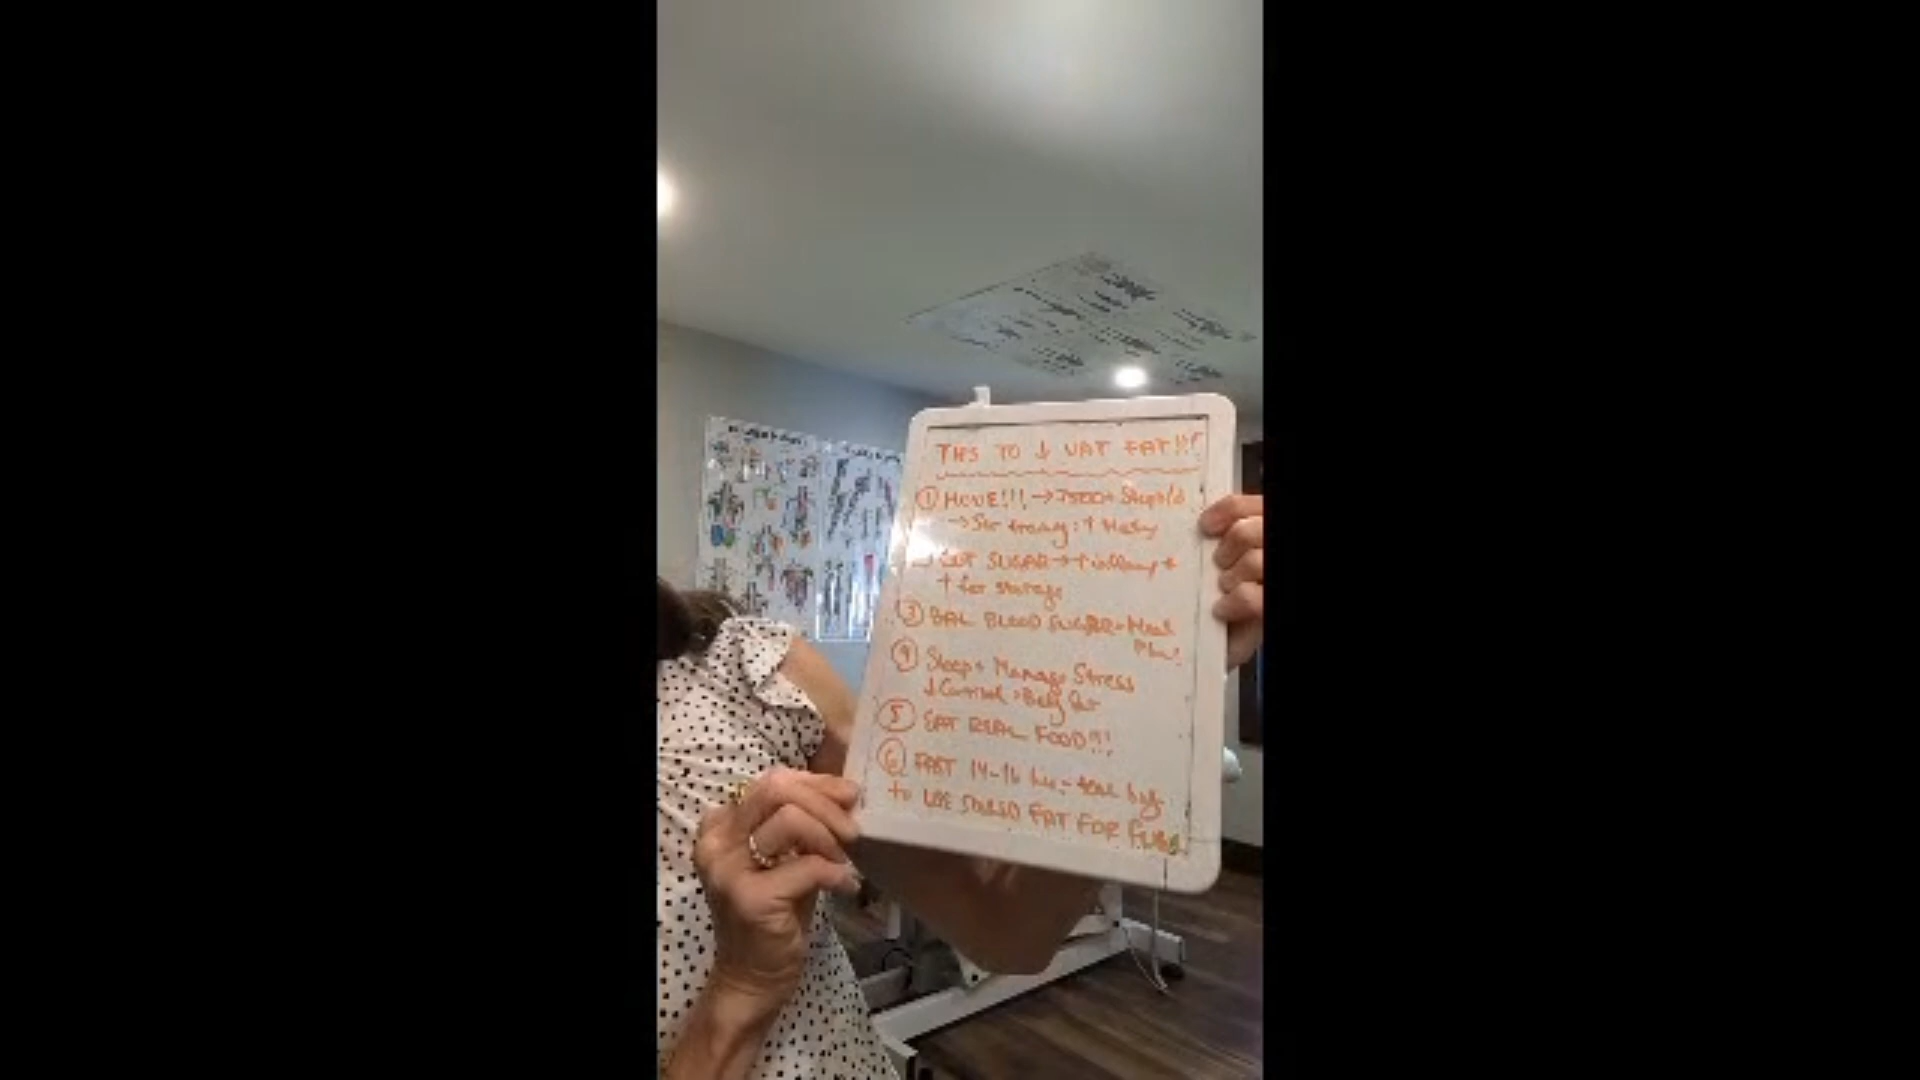 TIPS TO ↓ VAT FAT!!!
① MOVE!!! → 7500+ Steps/d
→ Str training: ↑ Metab
CUT SUGAR → ↑ inflamm +
↑ fat storage
③ BAL BLOOD SUGAR - Meal
Plan!
④ Sleep + Manage Stress
↓ Cortisol > Belly fat
⑤ EAT REAL FOOD!!!
⑥ FAST 14-16 hrs - teach body
to USE STORED FAT FOR FUEL